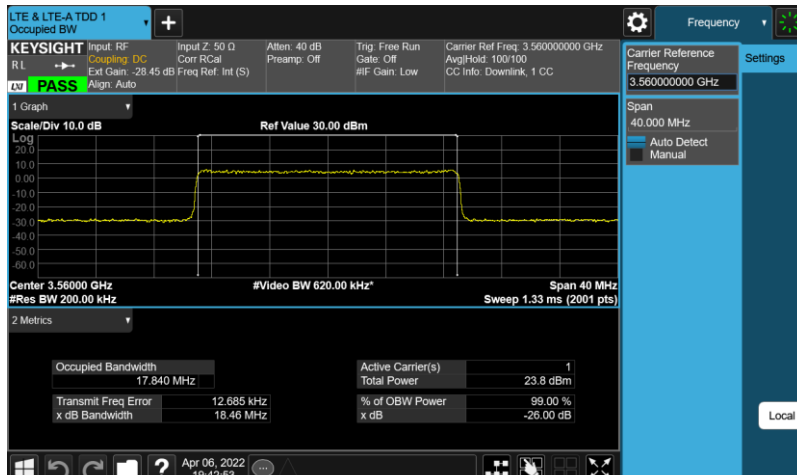 LTE & LTE-A TDD 1
Occupied BW
Frequency
KEYSIGHT
R L
LXI PASS
Input: RF
Coupling: DC
Ext Gain: -28.45 dB
Align: Auto
Input Z: 50 Ω
Corr RCal
Freq Ref: Int (S)
Atten: 40 dB
Preamp: Off
Trig: Free Run
Gate: Off
#IF Gain: Low
Carrier Ref Freq: 3.560000000 GHz
Avg|Hold: 100/100
CC Info: Downlink, 1 CC
Carrier Reference
Frequency
3.560000000 GHz
Settings
Span
40.000 MHz
Auto Detect
Manual
1 Graph
Scale/Div 10.0 dB
Ref Value 30.00 dBm
Log
20.0
10.0
0.00
-10.0
-20.0
-30.0
-40.0
-50.0
-60.0
Center 3.56000 GHz
#Video BW 620.00 kHz*
Span 40 MHz
#Res BW 200.00 kHz
Sweep 1.33 ms (2001 pts)
2 Metrics
Occupied Bandwidth
17.840 MHz
Active Carrier(s) 1
Total Power 23.8 dBm
Transmit Freq Error 12.685 kHz
x dB Bandwidth 18.46 MHz
% of OBW Power 99.00 %
x dB -26.00 dB
Local
?
Apr 06, 2022
19:42:53